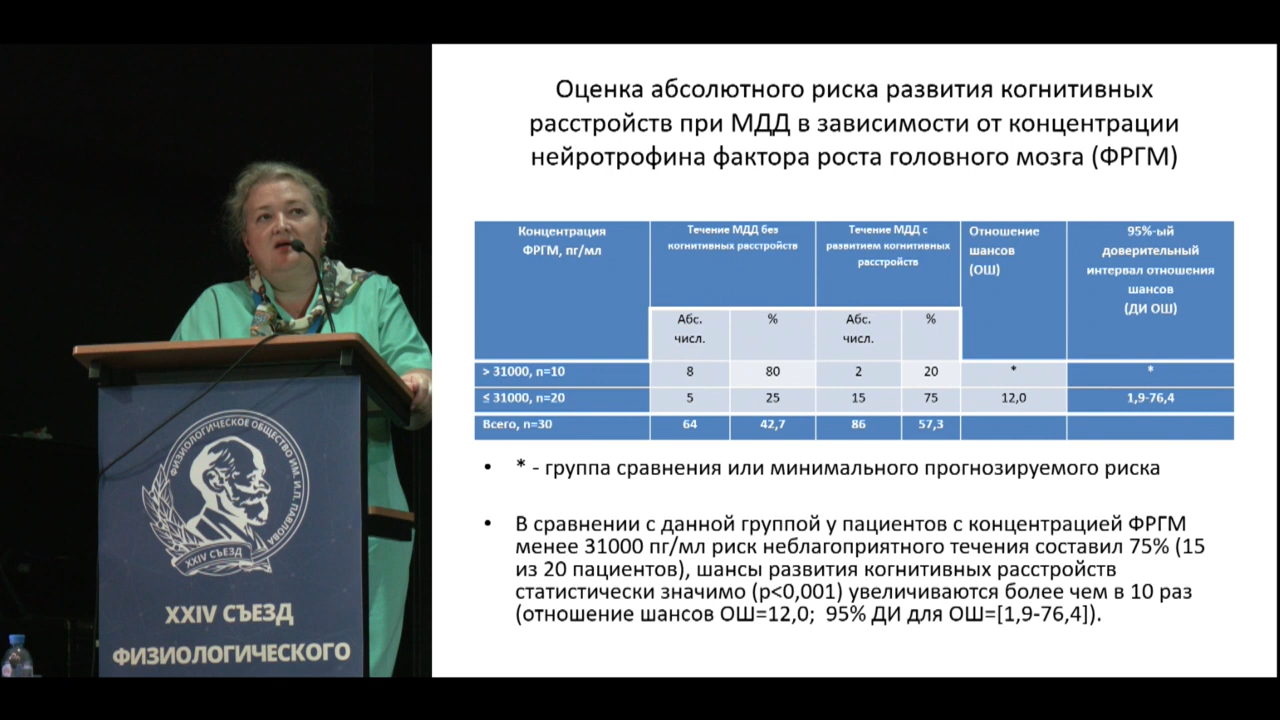 Оценка абсолютного риска развития когнитивных
расстройств при МДД в зависимости от концентрации
нейротрофина фактора роста головного мозга (ФРГМ)
Концентрация
ФРГМ, пг/мл
Течение МДД без
когнитивных расстройств
Течение МДД с
развитием когнитивных
расстройств
Отношение
шансов
(ОШ)
95%-ый
доверительный
интервал отношения
шансов
(ДИ ОШ)
Абс.
числ.
%
Абс.
числ.
%
> 31000, n=10 8 80 2 20 * *
≤ 31000, n=20 5 25 15 75 12,0 1,9-76,4
Всего, n=30 64 42,7 86 57,3
• * - группа сравнения или минимального прогнозируемого риска
• В сравнении с данной группой у пациентов с концентрацией ФРГМ
менее 31000 пг/мл риск неблагоприятного течения составил 75% (15
из 20 пациентов), шансы развития когнитивных расстройств
статистически значимо (p<0,001) увеличиваются более чем в 10 раз
(отношение шансов ОШ=12,0; 95% ДИ для ОШ=[1,9-76,4]).
ФИЗИОЛОГИЧЕСКОЕ ОБЩЕСТВО ИМ. И.П. ПАВЛОВА
XXIV СЪЕЗД
XXIV СЪЕЗД
ФИЗИОЛОГИЧЕСКОГО